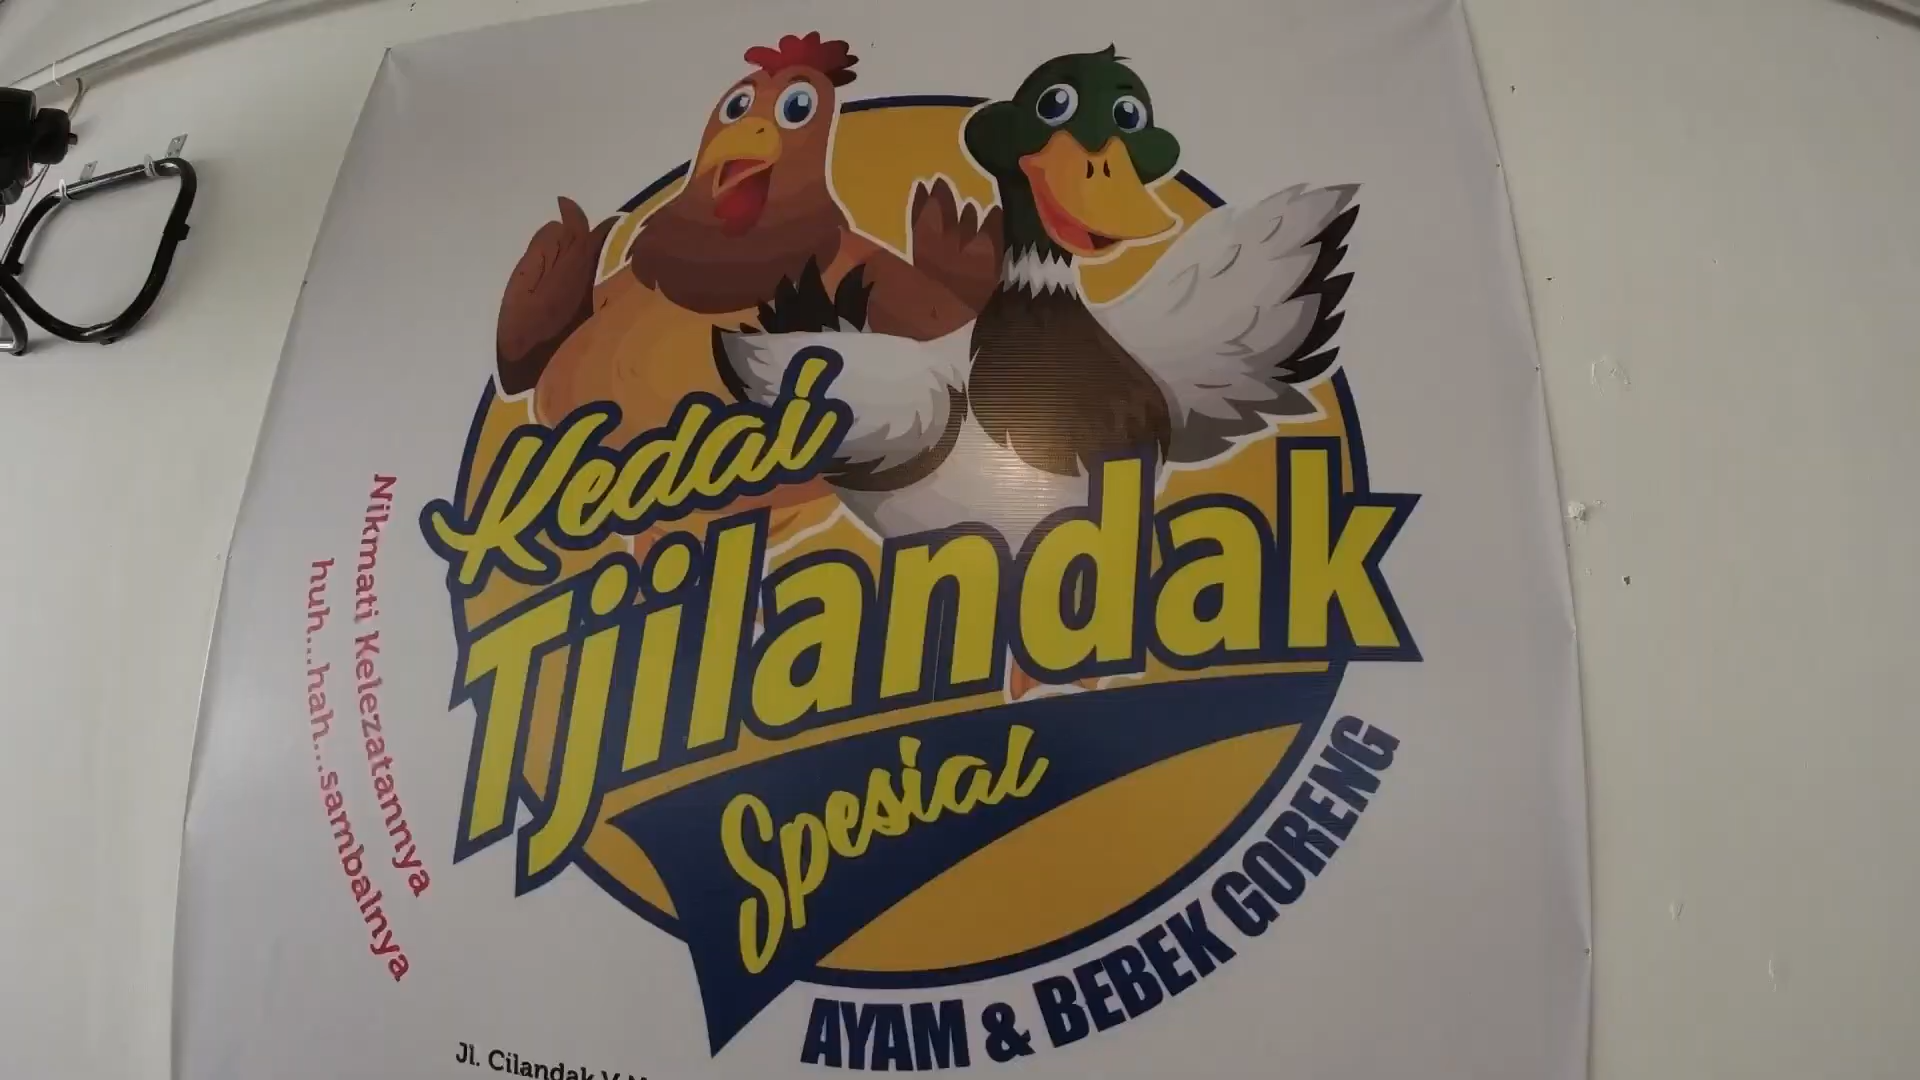 Kedai
Tjilandak
Spesial
AYAM & BEBEK GORENG
Nikmati Kelezatannya
huh...hah...sambalnya
Jl. Cilandak V